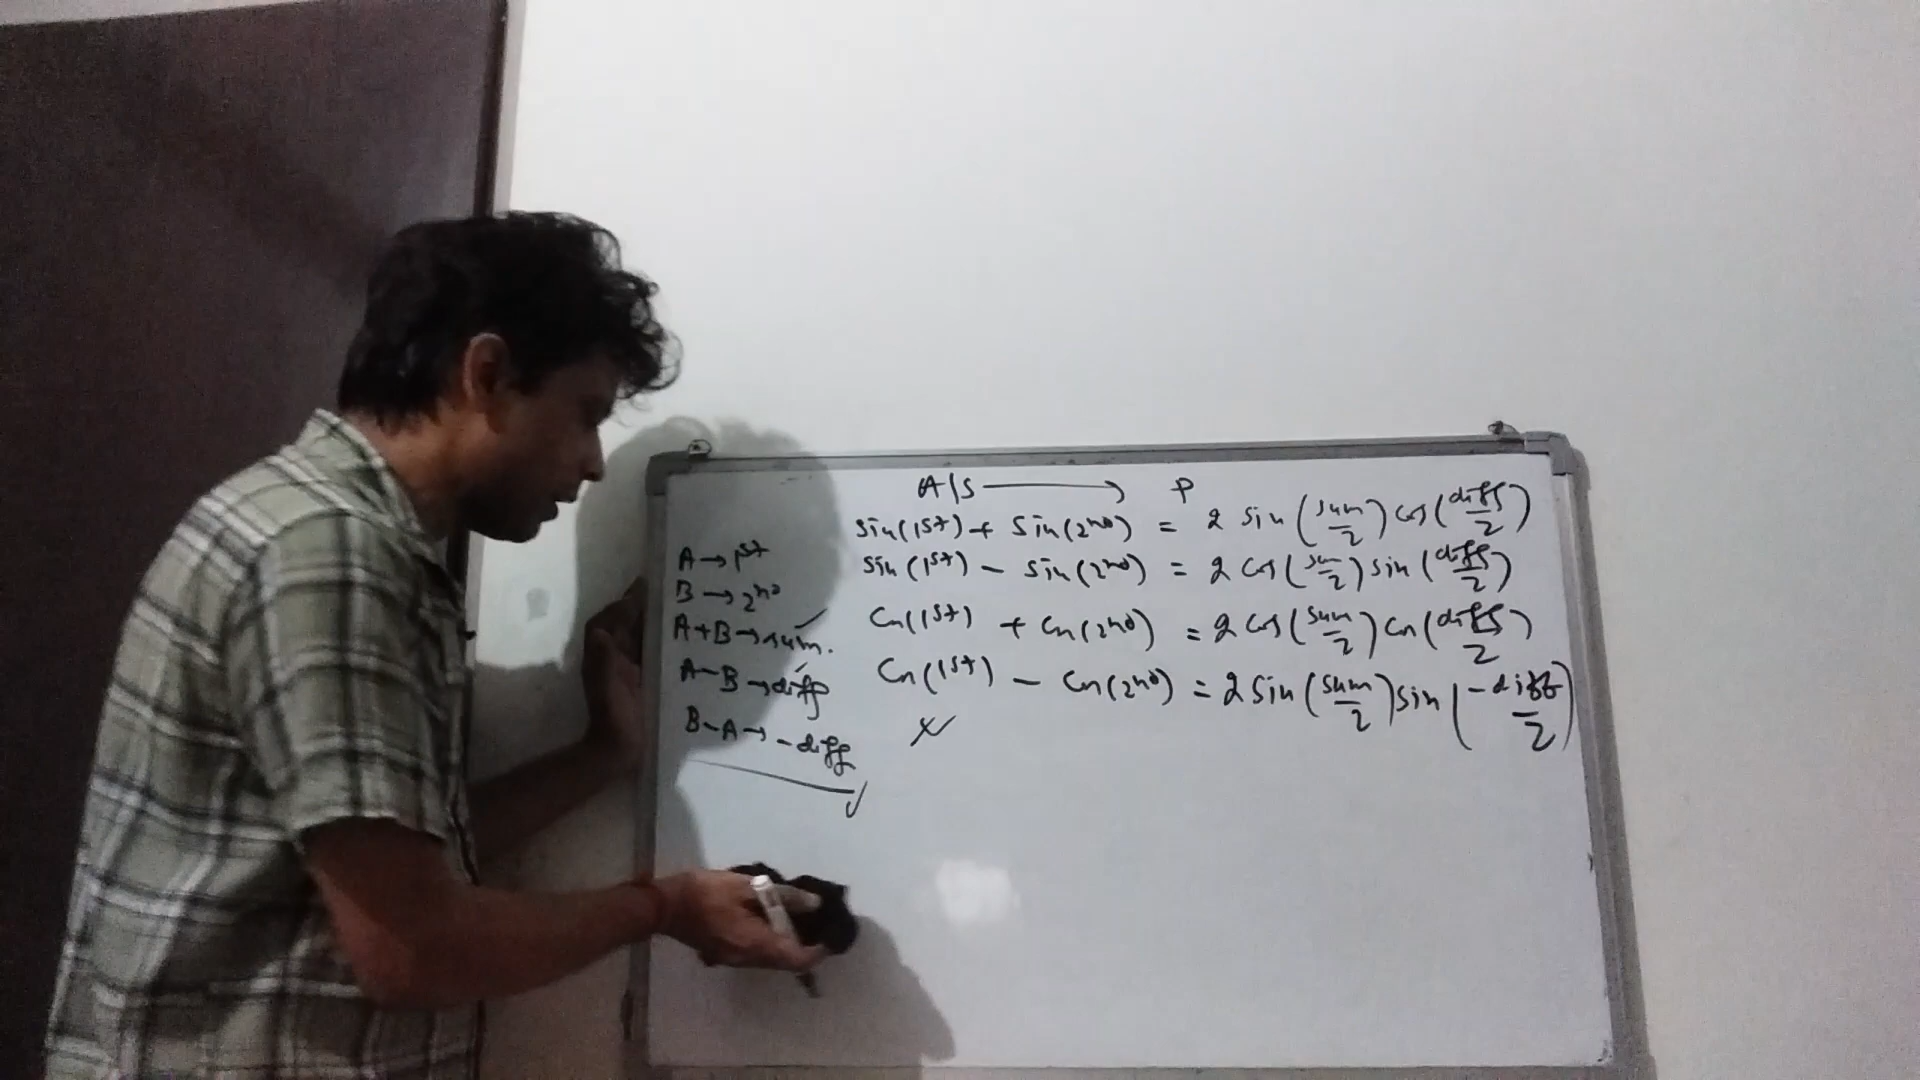 A/S → P
sin(1st) + sin(2nd) = 2 sin(sum/2) cos(diff/2)
sin(1st) - sin(2nd) = 2 cos(sum/2) sin(diff/2)
Cos(1st) + Cos(2nd) = 2 cos(sum/2) cos(diff/2)
Cos(1st) - Cos(2nd) = 2 sin(sum/2) sin(-diff/2)
A → 1st
B → 2nd
A+B → sum.
A-B → diff
B-A → -diff